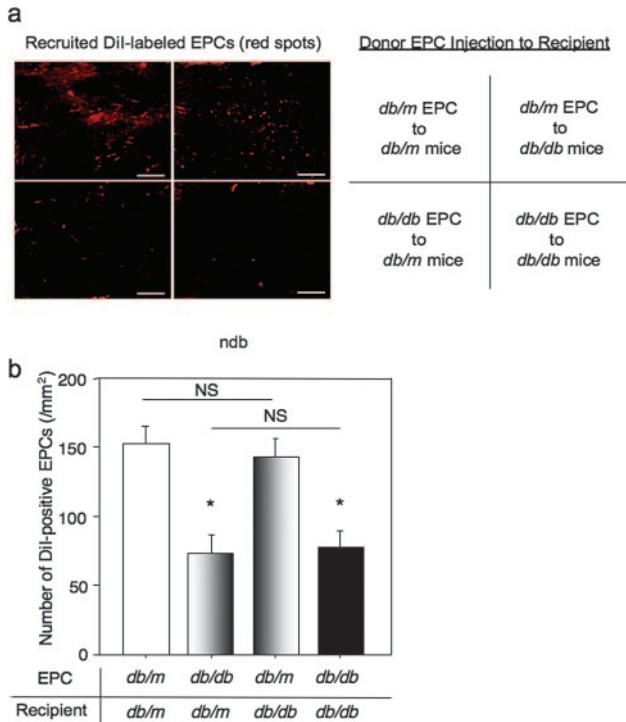 a
Recruited DiI-labeled EPCs (red spots)
Donor EPC Injection to Recipient
db/m EPC
to
db/m mice
db/m EPC
to
db/db mice
db/db EPC
to
db/m mice
db/db EPC
to
db/db mice
ndb
b
Number of DiI-positive EPCs (/mm²)
200
150
100
50
0
NS
NS
*
*
EPC db/m db/db db/m db/db
Recipient db/m db/m db/db db/db